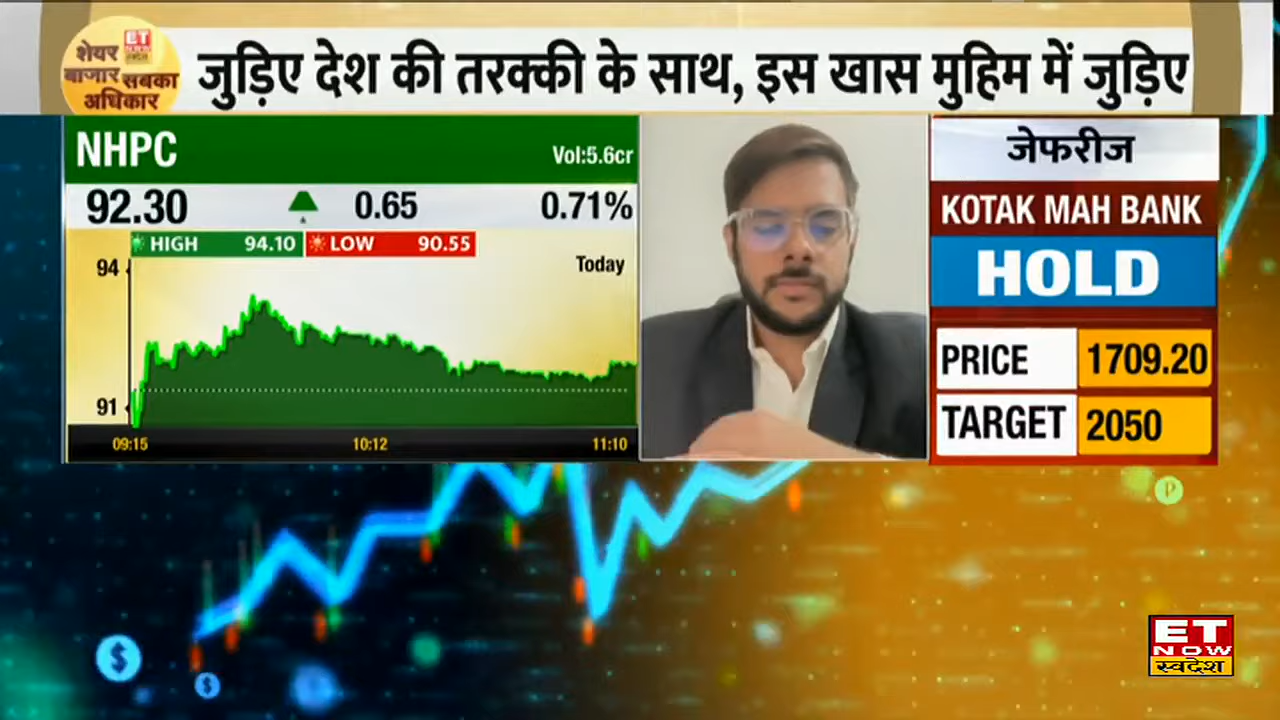 शेयर
ET
NOW
स्वदेश
बाजार सबका
अधिकार
जुड़िए देश की तरक्की के साथ, इस खास मुहिम में जुड़िए
NHPC
Vol:5.6cr
92.30 0.65 0.71%
HIGH 94.10 LOW 90.55
Today
94
91
09:15 10:12 11:10
जेफरीज
KOTAK MAH BANK
HOLD
PRICE 1709.20
TARGET 2050
$
$
P
ET
NOW
स्वदेश